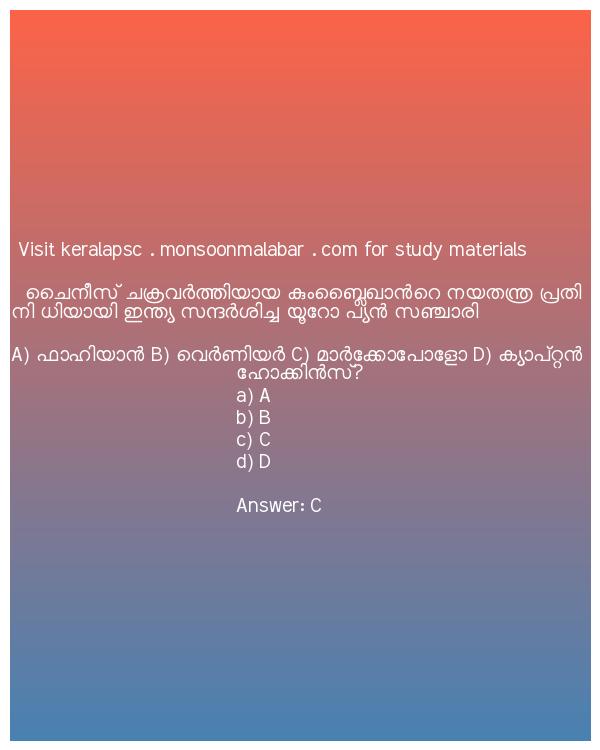 Visit keralapsc . monsoonmalabar . com for study materials
ചൈനീസ് ചക്രവർത്തിയായ കുംബ്ലൈഖാൻറെ നയതന്ത്ര പ്രതി
നി ധിയായി ഇന്ത്യ സന്ദർശിച്ച യൂറോ പ്യൻ സഞ്ചാരി
A) ഫാഹിയാൻ B) വെർണിയർ C) മാർക്കോപോളോ D) ക്യാപ്റ്റൻ
ഹോക്കിൻസ്?
a) A
b) B
c) C
d) D
Answer: C